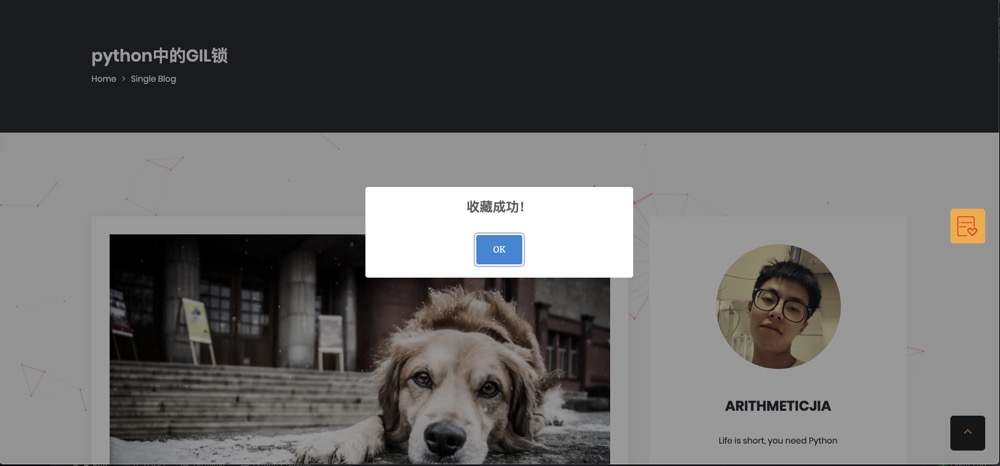 python中的GIL锁
Home > Single Blog
收藏成功!
OK
ARITHMETICJIA
Life is short, you need Python